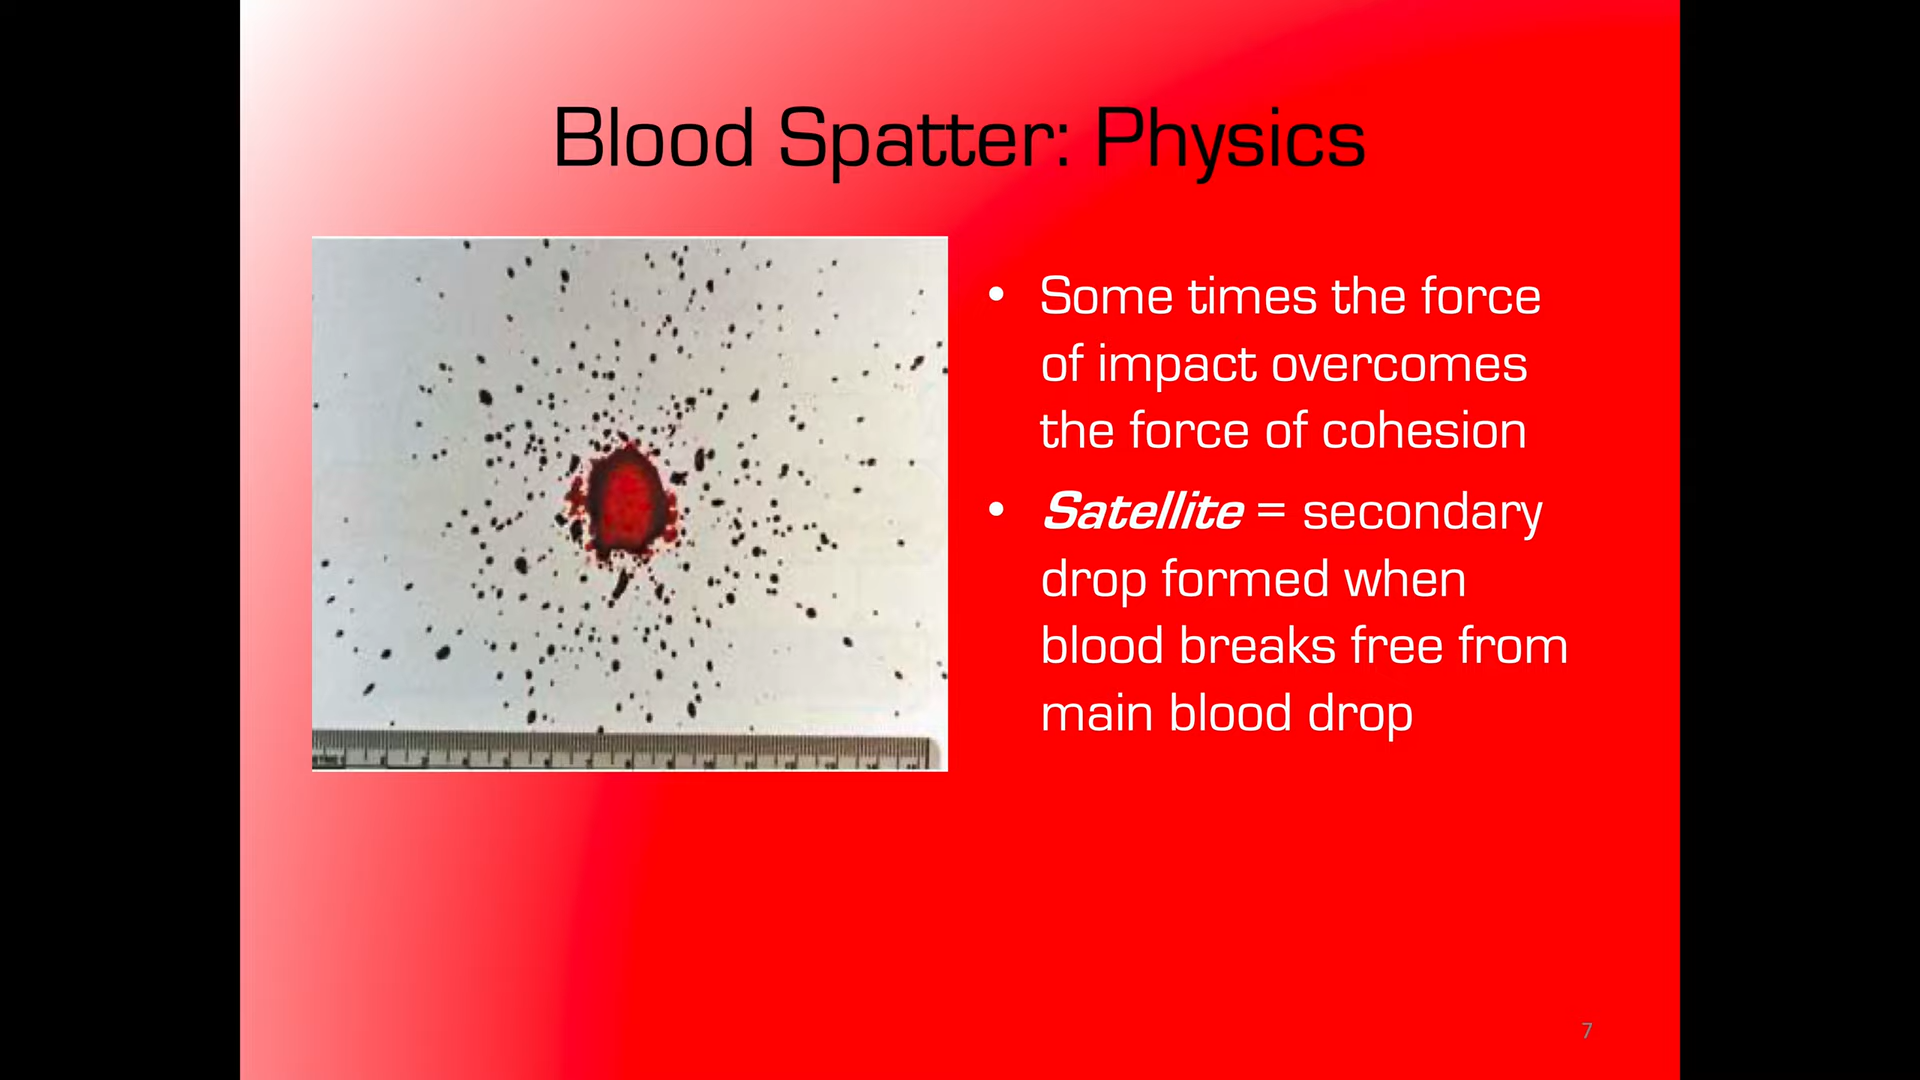 Blood Spatter: Physics
• Some times the force
of impact overcomes
the force of cohesion
• Satellite = secondary
drop formed when
blood breaks free from
main blood drop
7